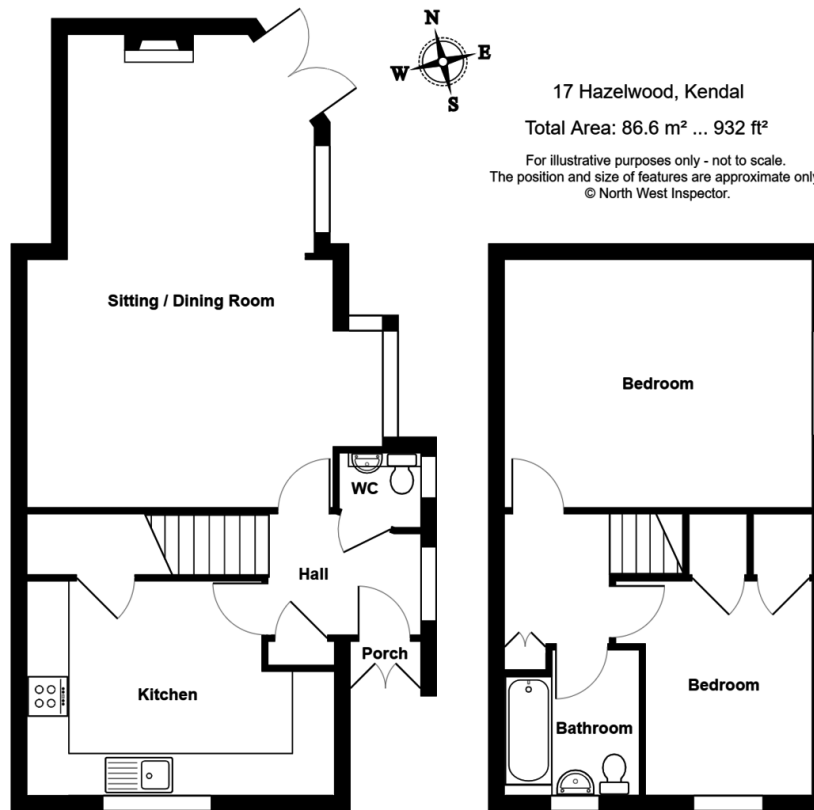 N
W E
S
17 Hazelwood, Kendal
Total Area: 86.6 m² ... 932 ft²
For illustrative purposes only - not to scale.
The position and size of features are approximate only
© North West Inspector.
Sitting / Dining Room
Bedroom
WC
Hall
Porch
Kitchen
Bedroom
Bathroom